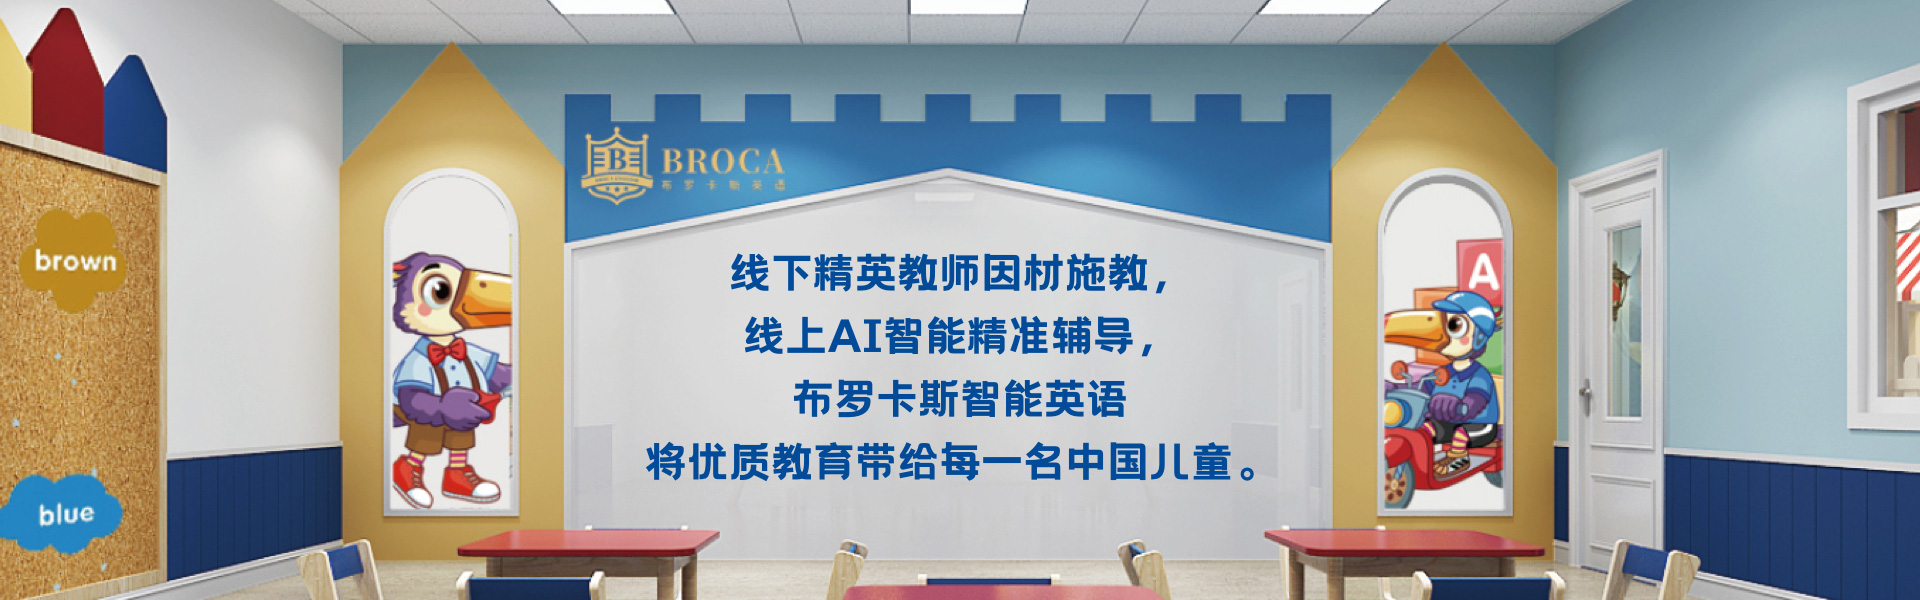 B BROCA
布罗卡斯英语
线下精英教师因材施教，
线上AI智能精准辅导，
布罗卡斯智能英语
将优质教育带给每一名中国儿童。
brown
blue
A